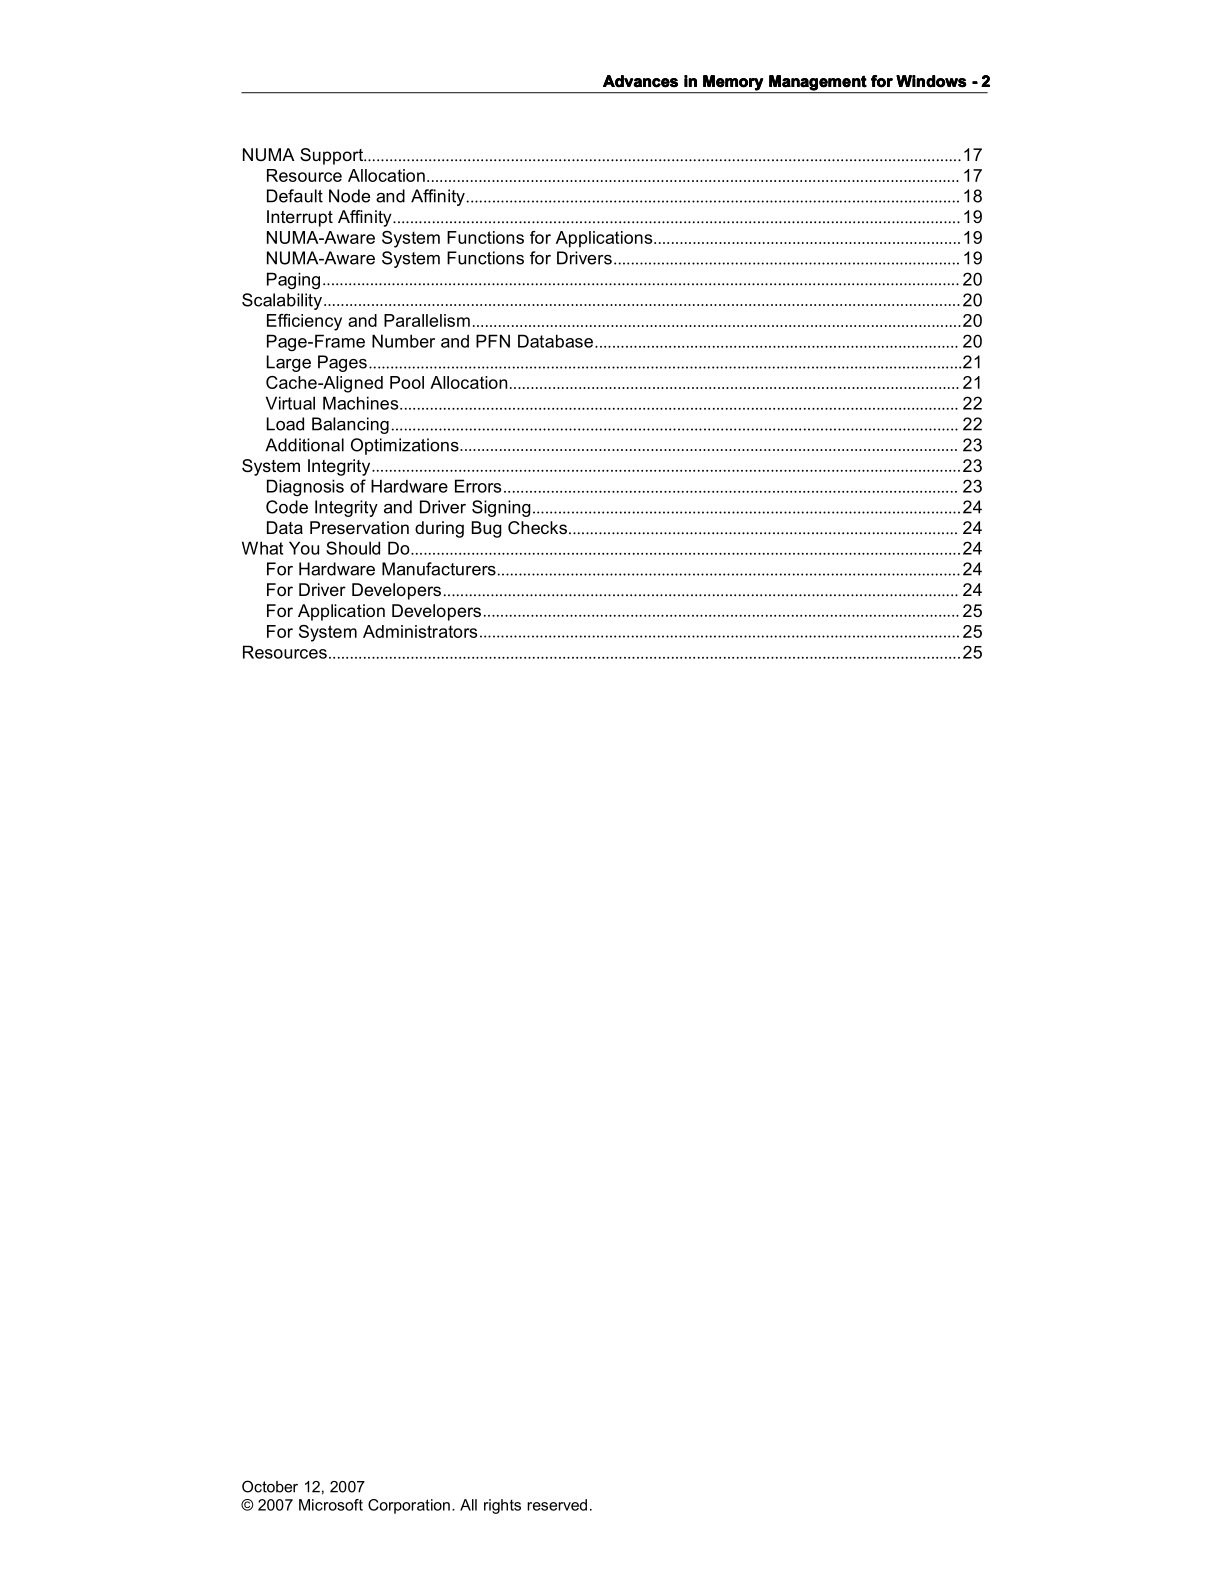 Advances in Memory Management for Windows - 2
NUMA Support........................................17
Resource Allocation........................................ 17
Default Node and Affinity........................................ 18
Interrupt Affinity........................................ 19
NUMA-Aware System Functions for Applications........................................19
NUMA-Aware System Functions for Drivers........................................ 19
Paging........................................ 20
Scalability........................................20
Efficiency and Parallelism........................................20
Page-Frame Number and PFN Database........................................ 20
Large Pages........................................21
Cache-Aligned Pool Allocation........................................ 21
Virtual Machines........................................ 22
Load Balancing........................................ 22
Additional Optimizations........................................ 23
System Integrity........................................23
Diagnosis of Hardware Errors........................................ 23
Code Integrity and Driver Signing........................................24
Data Preservation during Bug Checks........................................ 24
What You Should Do........................................24
For Hardware Manufacturers........................................24
For Driver Developers........................................ 24
For Application Developers........................................ 25
For System Administrators........................................ 25
Resources........................................25
October 12, 2007
© 2007 Microsoft Corporation. All rights reserved.